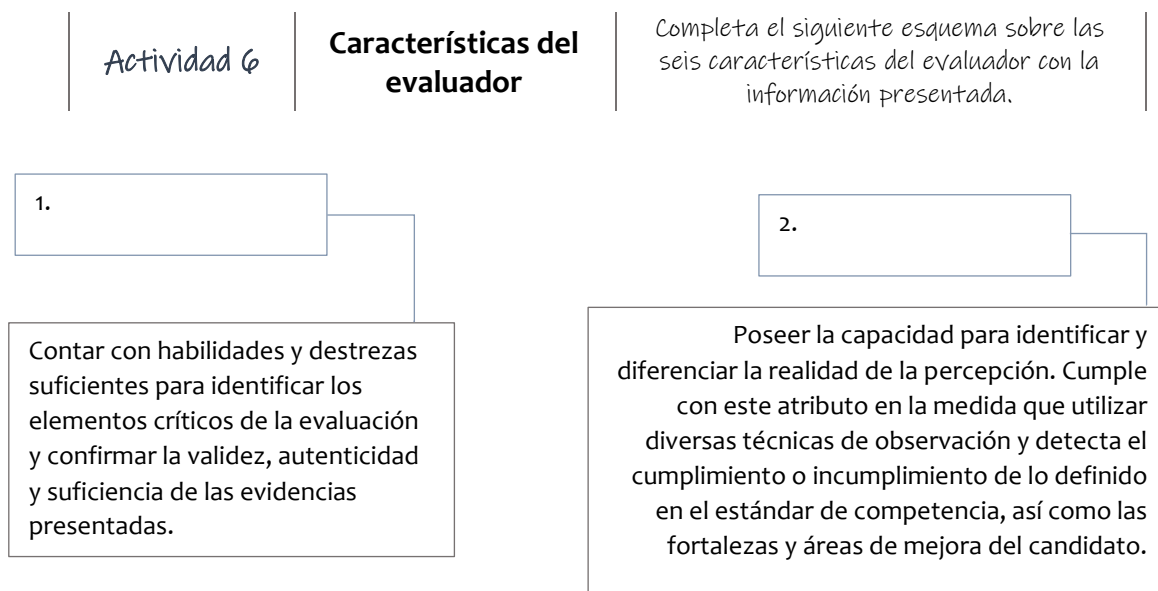 Actividad 6
Características del
evaluador
Completa el siguiente esquema sobre las
seis características del evaluador con la
información presentada.
1.
Contar con habilidades y destrezas
suficientes para identificar los
elementos críticos de la evaluación
y confirmar la validez, autenticidad
y suficiencia de las evidencias
presentadas.
2.
Poseer la capacidad para identificar y
diferenciar la realidad de la percepción. Cumple
con este atributo en la medida que utilizar
diversas técnicas de observación y detecta el
cumplimiento o incumplimiento de lo definido
en el estándar de competencia, así como las
fortalezas y áreas de mejora del candidato.